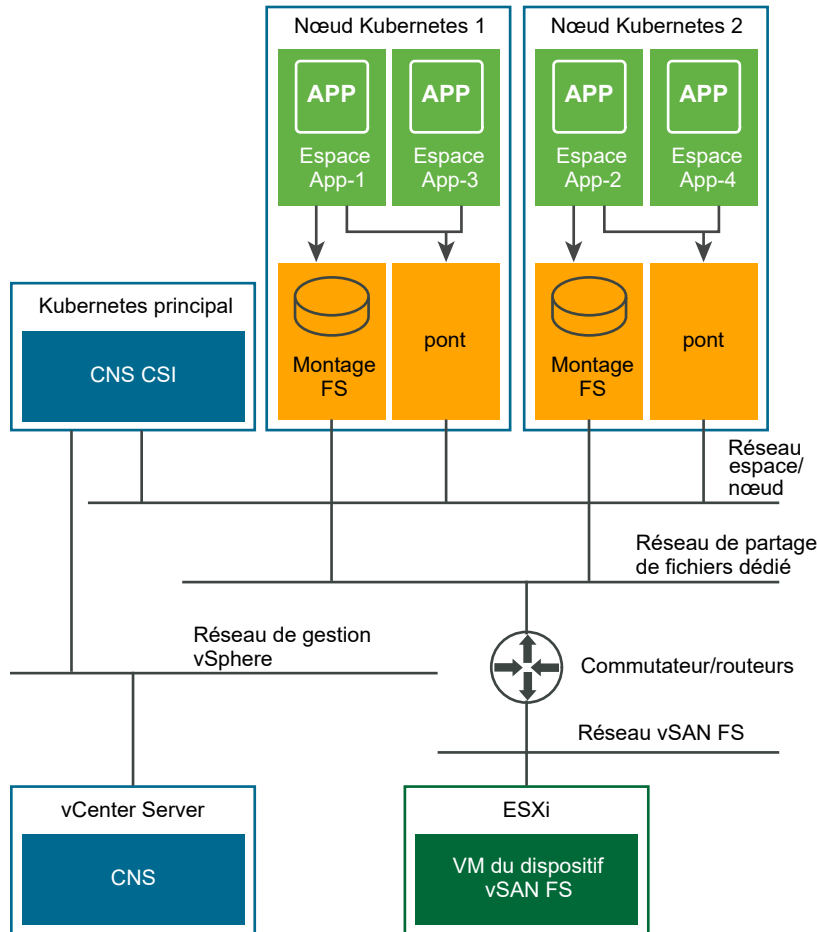 Nœud Kubernetes 1
APP
Espace
App-1
APP
Espace
App-3
Montage
FS
pont
Nœud Kubernetes 2
APP
Espace
App-2
APP
Espace
App-4
Montage
FS
pont
Kubernetes principal
CNS CSI
Réseau
espace/
nœud
Réseau de partage
de fichiers dédié
Réseau de gestion
vSphere
Commutateur/routeurs
Réseau vSAN FS
vCenter Server
CNS
ESXi
VM du dispositif
vSAN FS